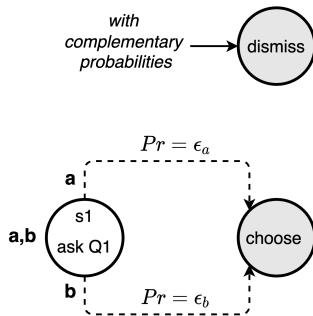 with
complementary
probabilities
dismiss
Pr = ϵ_a
a
s1
a,b
ask Q1
choose
b
Pr = ϵ_b